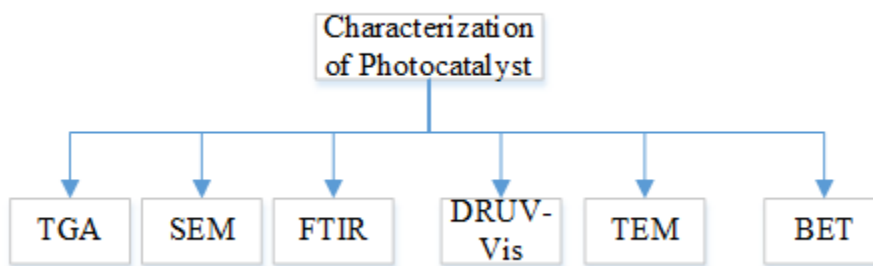 Characterization
of Photocatalyst
TGA
SEM
FTIR
DRUV-
Vis
TEM
BET